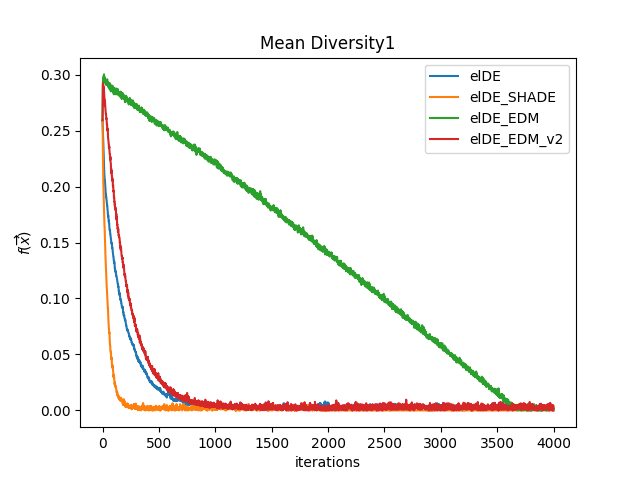 Mean Diversity1
0.30
0.25
0.20
0.15
0.10
0.05
0.00
f(x⃗)
0 500 1000 1500 2000 2500 3000 3500 4000
iterations
elDE
elDE_SHADE
elDE_EDM
elDE_EDM_v2